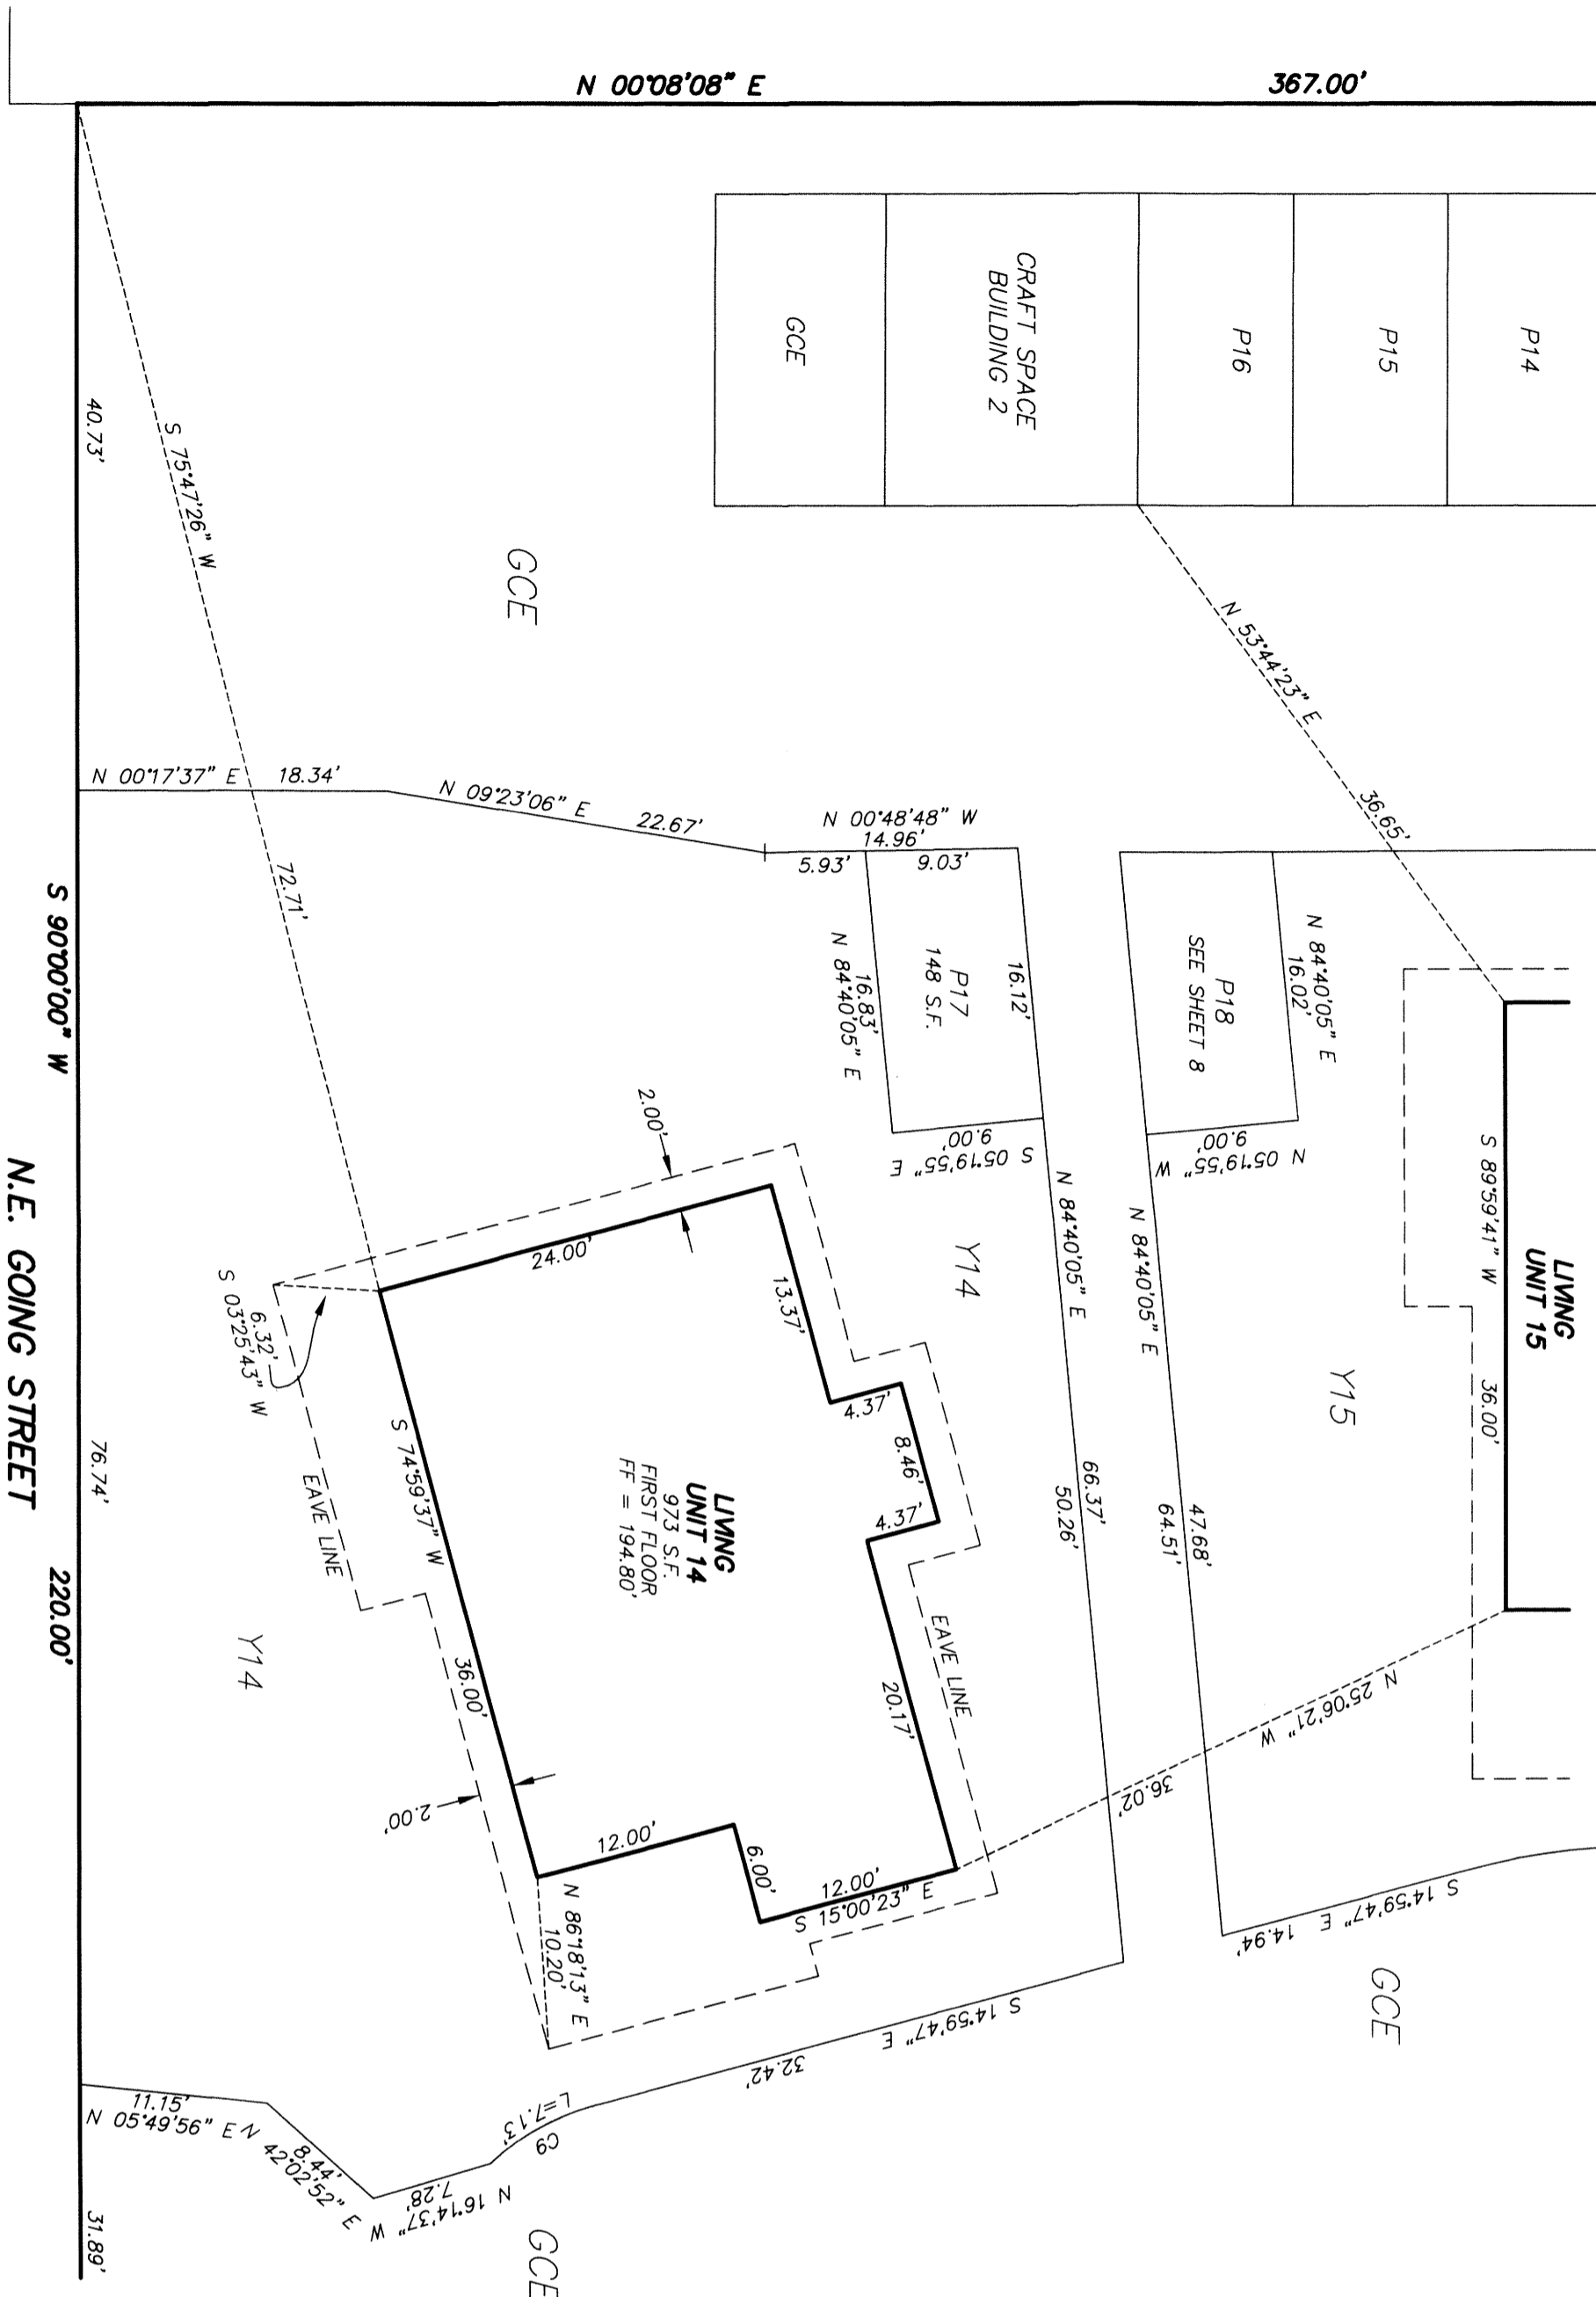 N 00°08'08" E
367.00'
P14
P15
P16
CRAFT SPACE
BUILDING 2
GCE
N 53°44'23" E
36.65'
40.73'
S 75°47'26" W
72.71'
GCE
N 00°17'37" E
18.34'
N 09°23'06" E
22.67'
N 00°48'48" W
14.96'
5.93'
9.03'
16.12'
P17
148 S.F.
16.83'
N 84°40'05" E
S 05°19'55" E
9.00'
P18
SEE SHEET 8
N 84°40'05" E
16.02'
N 05°19'55" W
9.00'
LIVING
UNIT 15
S 89°59'41" W
36.00'
Y15
N 84°40'05" E
47.68'
64.51'
N 84°40'05" E
66.37'
50.26'
Y14
2.00'
24.00'
13.37'
4.37'
8.46'
4.37'
20.17'
EAVE LINE
LIVING
UNIT 14
973 S.F.
FIRST FLOOR
FF = 194.80'
6.32'
S 03°25'43" W
EAVE LINE
S 74°59'37" W
36.00'
2.00'
12.00'
6.00'
12.00'
S 15°00'23" E
N 86°18'13" E
10.20'
N 25°06'21" W
36.02'
S 14°59'47" E
14.94'
GCE
S 14°59'47" E
32.42'
L=7.13'
C9
N 16°14'37" W
7.28'
8.44'
N 42°02'52" E
11.15'
N 05°49'56" E
GCE
Y14
76.74'
31.89'
S 90°00'00" W
220.00'
N.E. GOING STREET